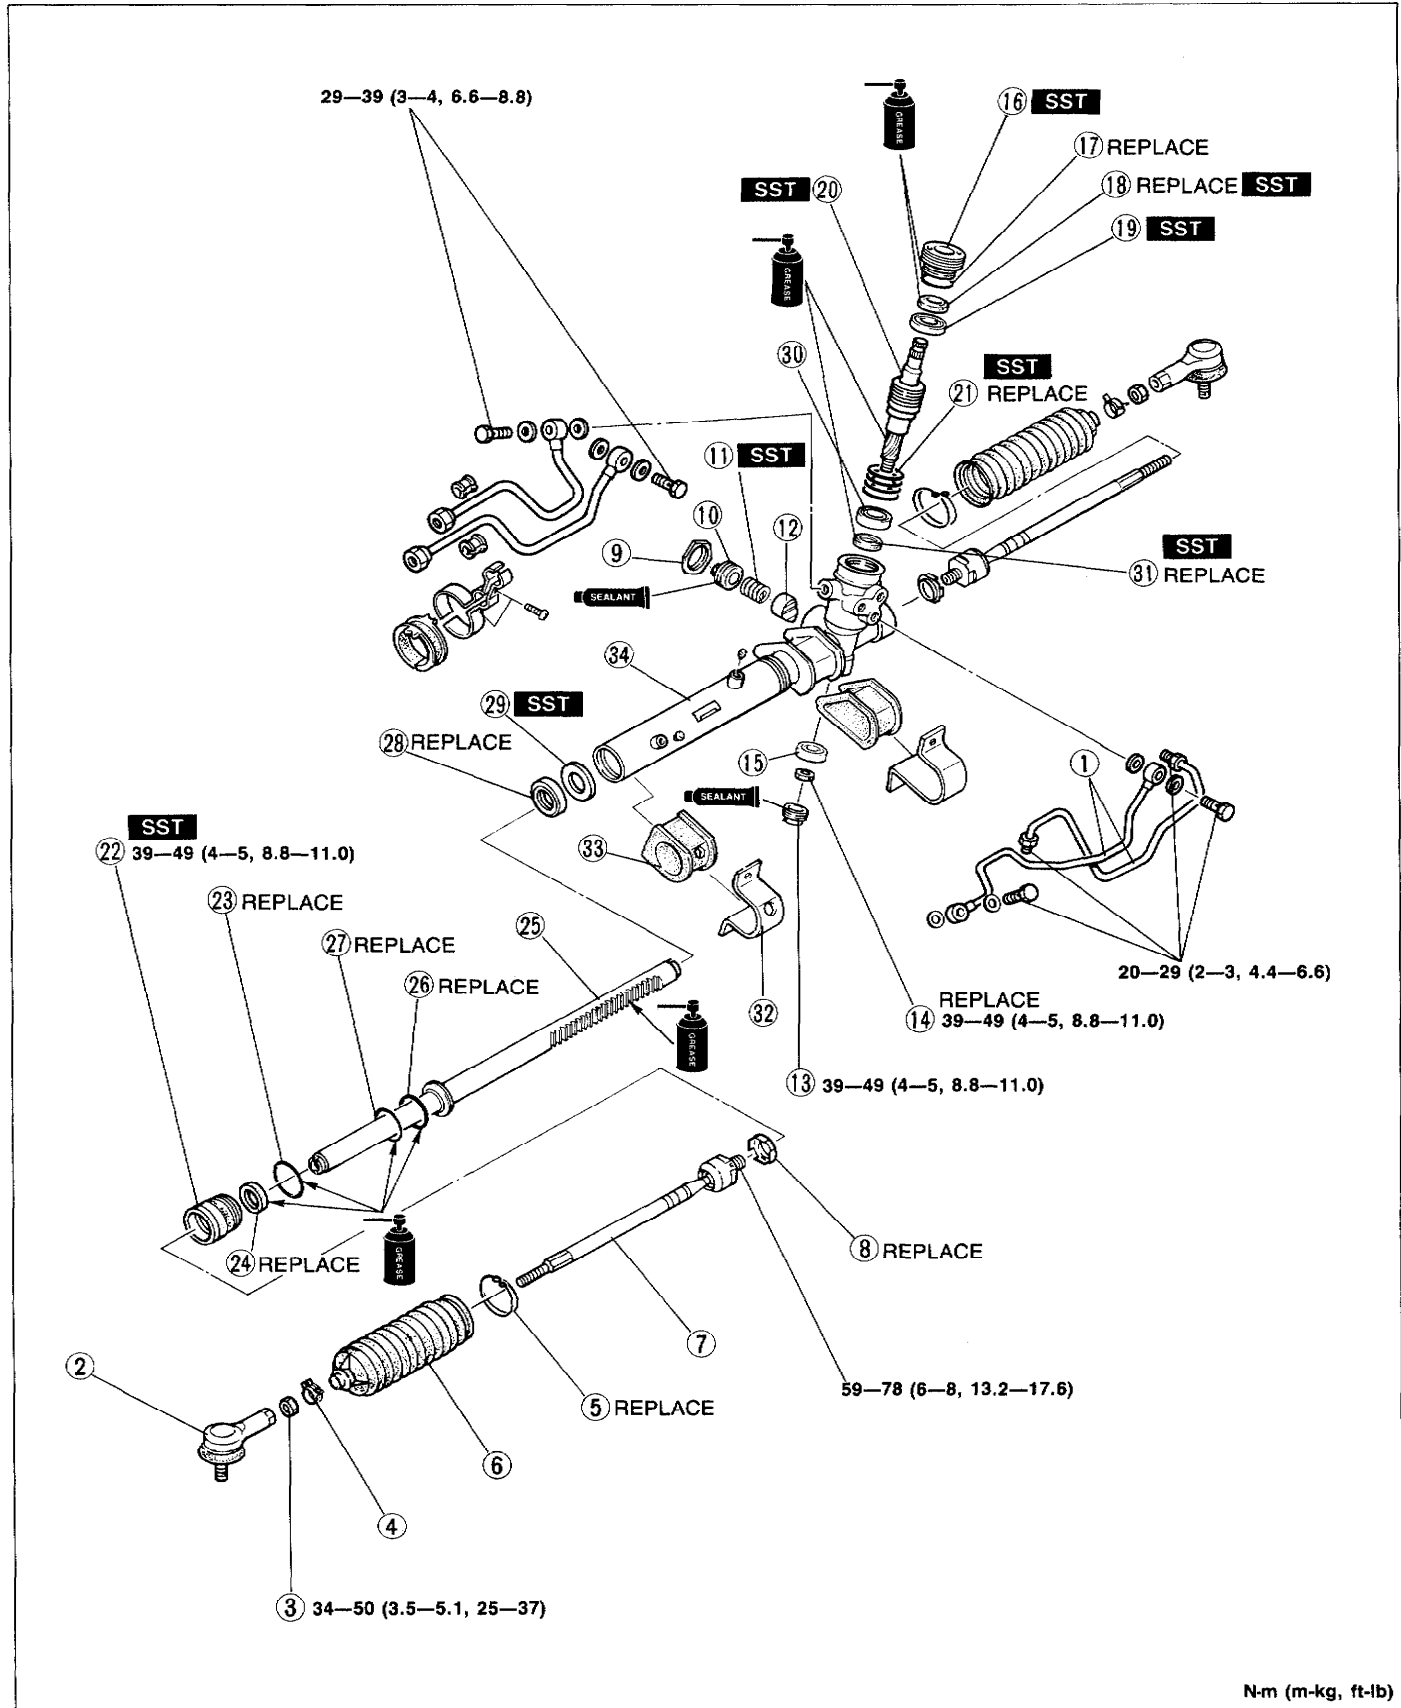 29—39 (3—4, 6.6—8.8)
GREASE
16 SST
17 REPLACE
18 REPLACE SST
SST 20
19 SST
GREASE
30
SST
21 REPLACE
11 SST
10
12
9
SEALANT
SST
31 REPLACE
34
29 SST
28 REPLACE
15
1
SEALANT
SST
22 39—49 (4—5, 8.8—11.0)
33
23 REPLACE
25
27 REPLACE
26 REPLACE
20—29 (2—3, 4.4—6.6)
32
REPLACE
14 39—49 (4—5, 8.8—11.0)
GREASE
13 39—49 (4—5, 8.8—11.0)
24 REPLACE
GREASE
8 REPLACE
7
2
59—78 (6—8, 13.2—17.6)
5 REPLACE
6
4
3 34—50 (3.5—5.1, 25—37)
N-m (m-kg, ft-lb)